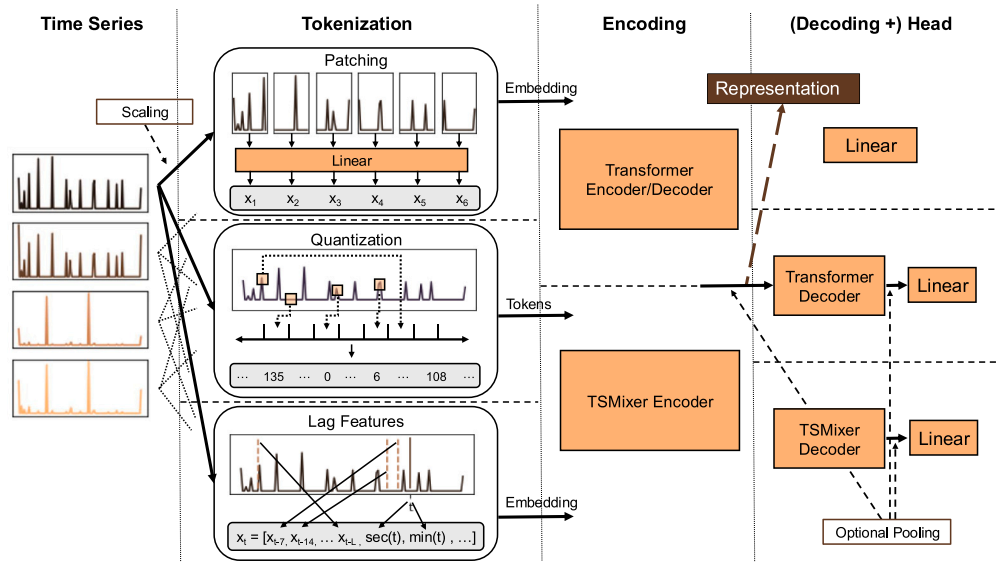 Time Series
Tokenization
Encoding
(Decoding +) Head
Scaling
Patching
Linear
x1 x2 x3 x4 x5 x6
Embedding
Quantization
... 135 ... 0 ... 6 ... 108 ...
Tokens
Lag Features
t
xt = [xt-7, xt-14, ... xt-L, sec(t), min(t) , ...]
Embedding
Transformer
Encoder/Decoder
TSMixer Encoder
Representation
Linear
Transformer
Decoder
Linear
TSMixer
Decoder
Linear
Optional Pooling